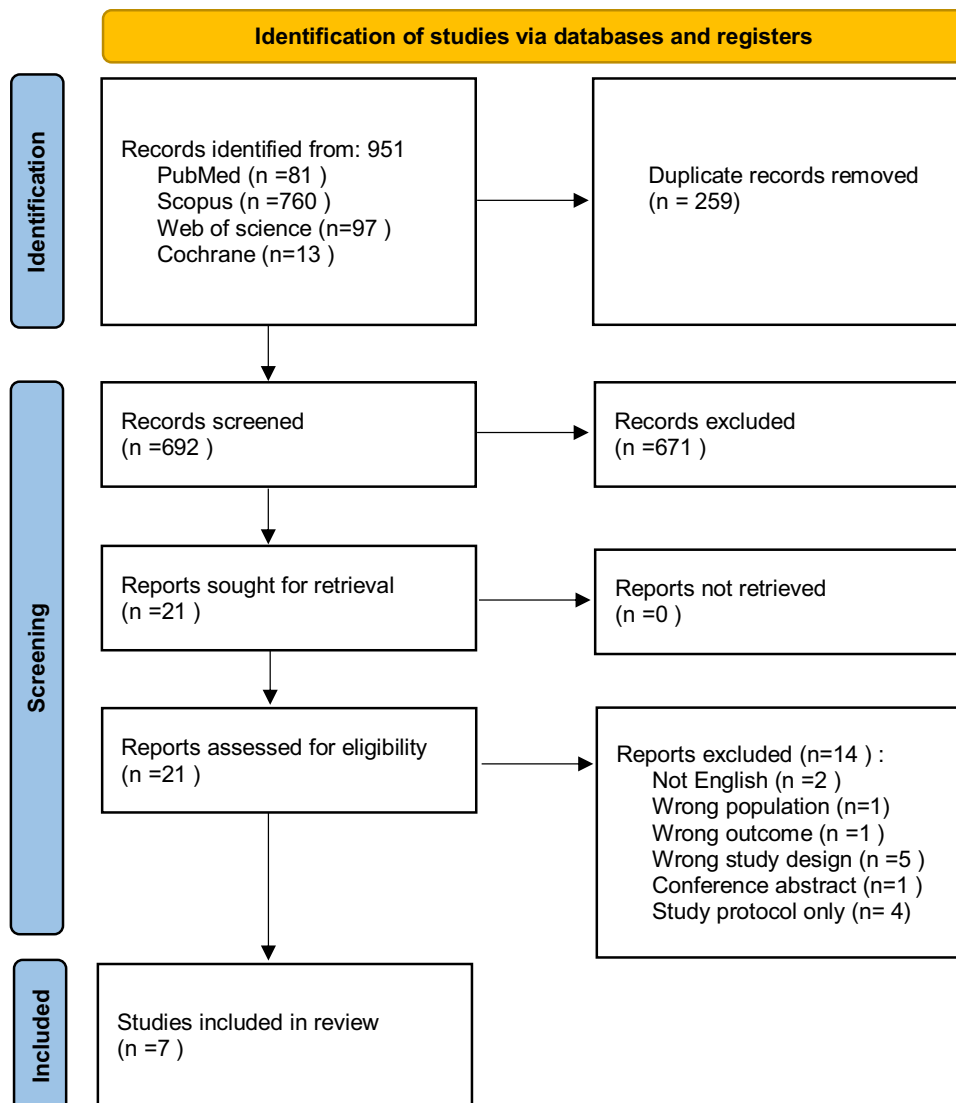 Identification of studies via databases and registers
Identification
Records identified from: 951
PubMed (n =81 )
Scopus (n =760 )
Web of science (n=97 )
Cochrane (n=13 )
Duplicate records removed
(n = 259)
Screening
Records screened
(n =692 )
Records excluded
(n =671 )
Reports sought for retrieval
(n =21 )
Reports not retrieved
(n =0 )
Reports assessed for eligibility
(n =21 )
Reports excluded (n=14 ) :
Not English (n =2 )
Wrong population (n=1)
Wrong outcome (n =1 )
Wrong study design (n =5 )
Conference abstract (n=1 )
Study protocol only (n= 4)
Included
Studies included in review
(n =7 )